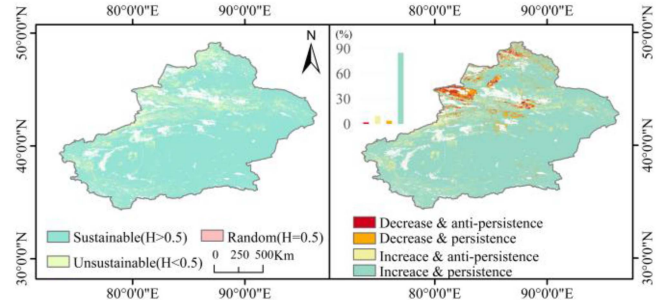 80°0'0"E 90°0'0"E 80°0'0"E 90°0'0"E
50°0'0"N
40°0'0"N
30°0'0"N
N
Sustainable(H>0.5)
Random(H=0.5)
Unsustainable(H<0.5)
0 250 500Km
(%)
90
60
30
0
Decrease & anti-persistence
Decrease & persistence
Increace & anti-persistence
Increace & persistence
50°0'0"N
40°0'0"N
30°0'0"N
80°0'0"E 90°0'0"E 80°0'0"E 90°0'0"E